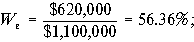 Wₑ = $620,000 / $1,100,000 = 56.36%;